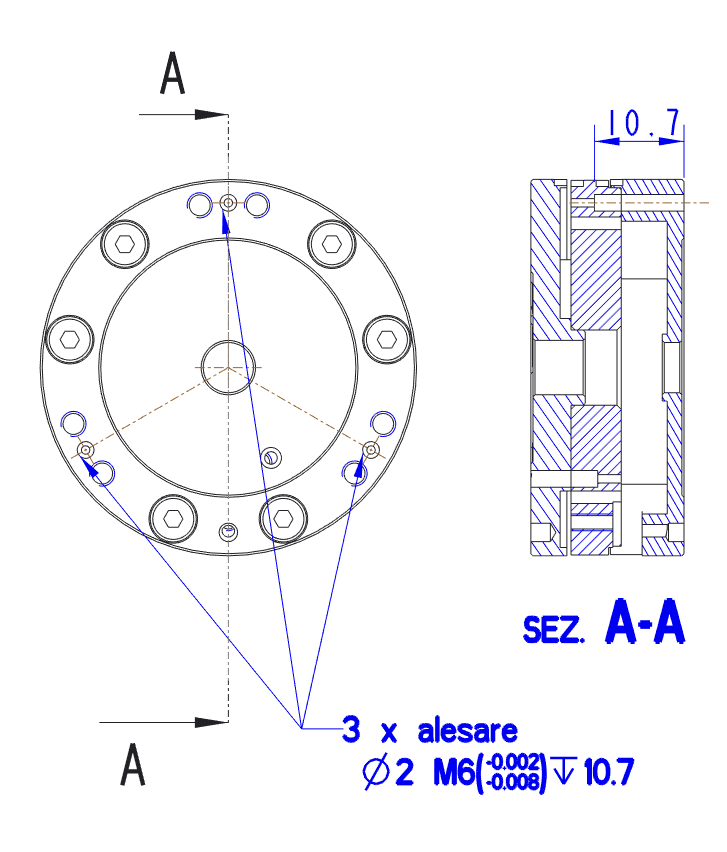 A
10.7
SEZ. A-A
3 x alesare
A
∅2 M6(-0.002 -0.008)↧10.7